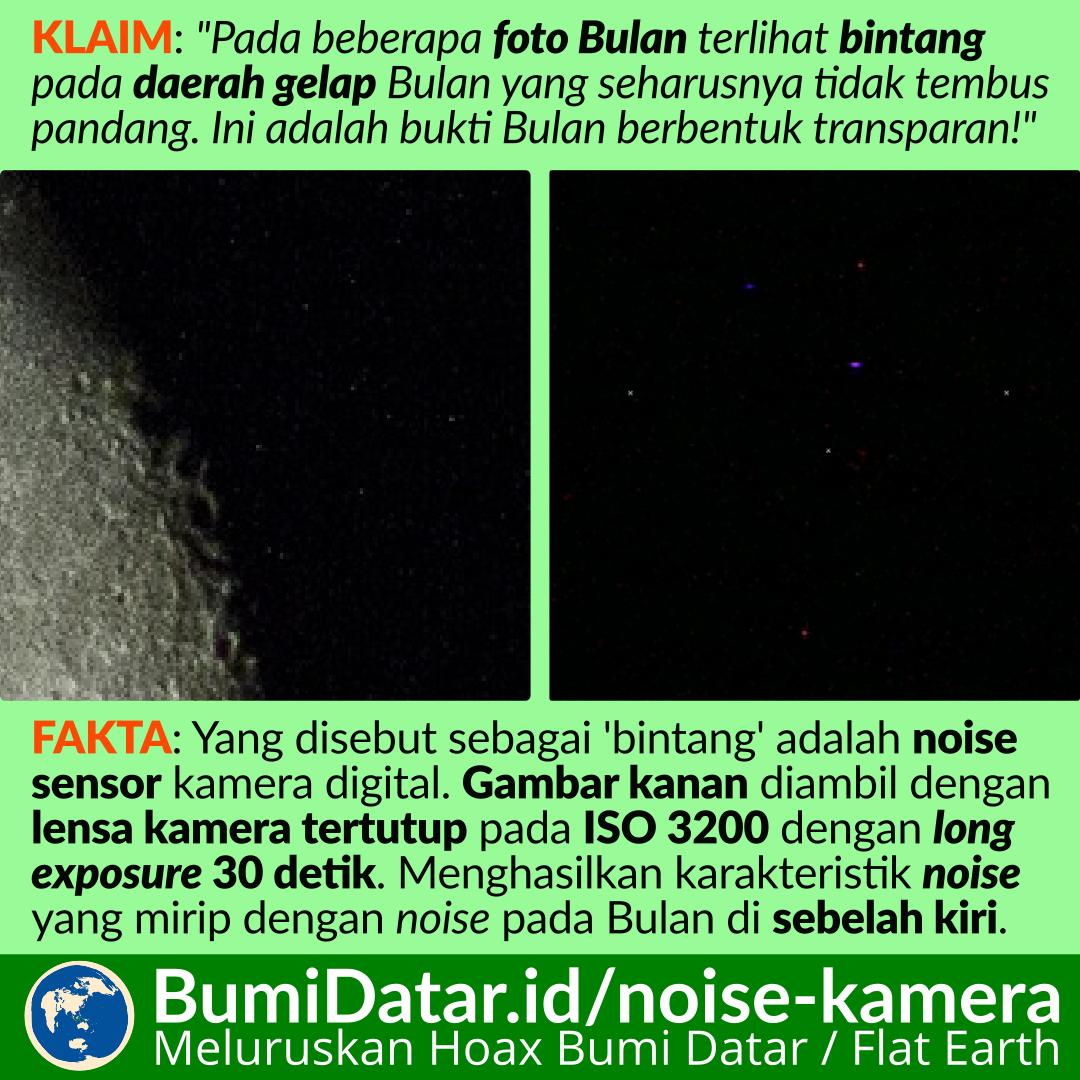 KLAIM: "Pada beberapa foto Bulan terlihat bintang
pada daerah gelap Bulan yang seharusnya tidak tembus
pandang. Ini adalah bukti Bulan berbentuk transparan!"
FAKTA: Yang disebut sebagai 'bintang' adalah noise
sensor kamera digital. Gambar kanan diambil dengan
lensa kamera tertutup pada ISO 3200 dengan long
exposure 30 detik. Menghasilkan karakteristik noise
yang mirip dengan noise pada Bulan di sebelah kiri.
BumiDatar.id/noise-kamera
Meluruskan Hoax Bumi Datar / Flat Earth